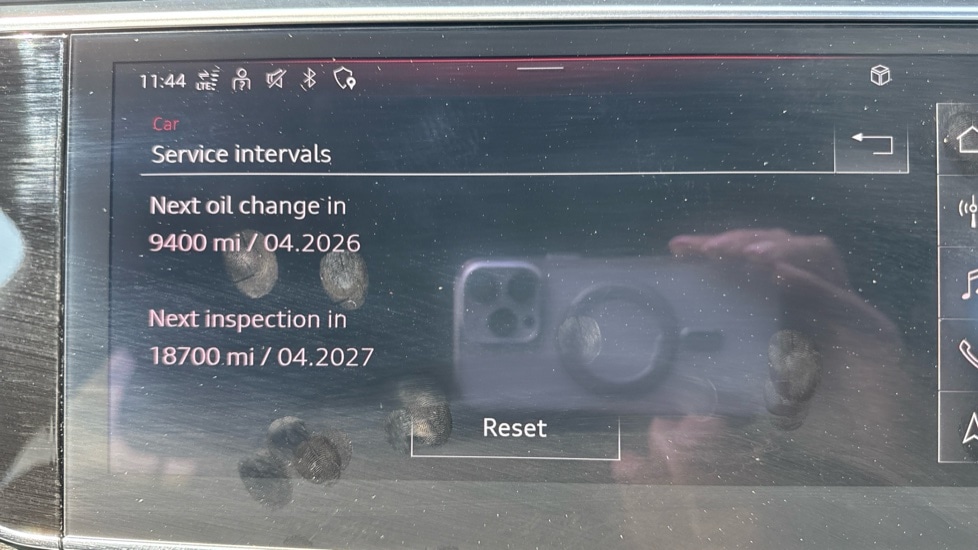 11:44 LTE
Car
Service intervals
Next oil change in
9400 mi / 04.2026
Next inspection in
18700 mi / 04.2027
Reset